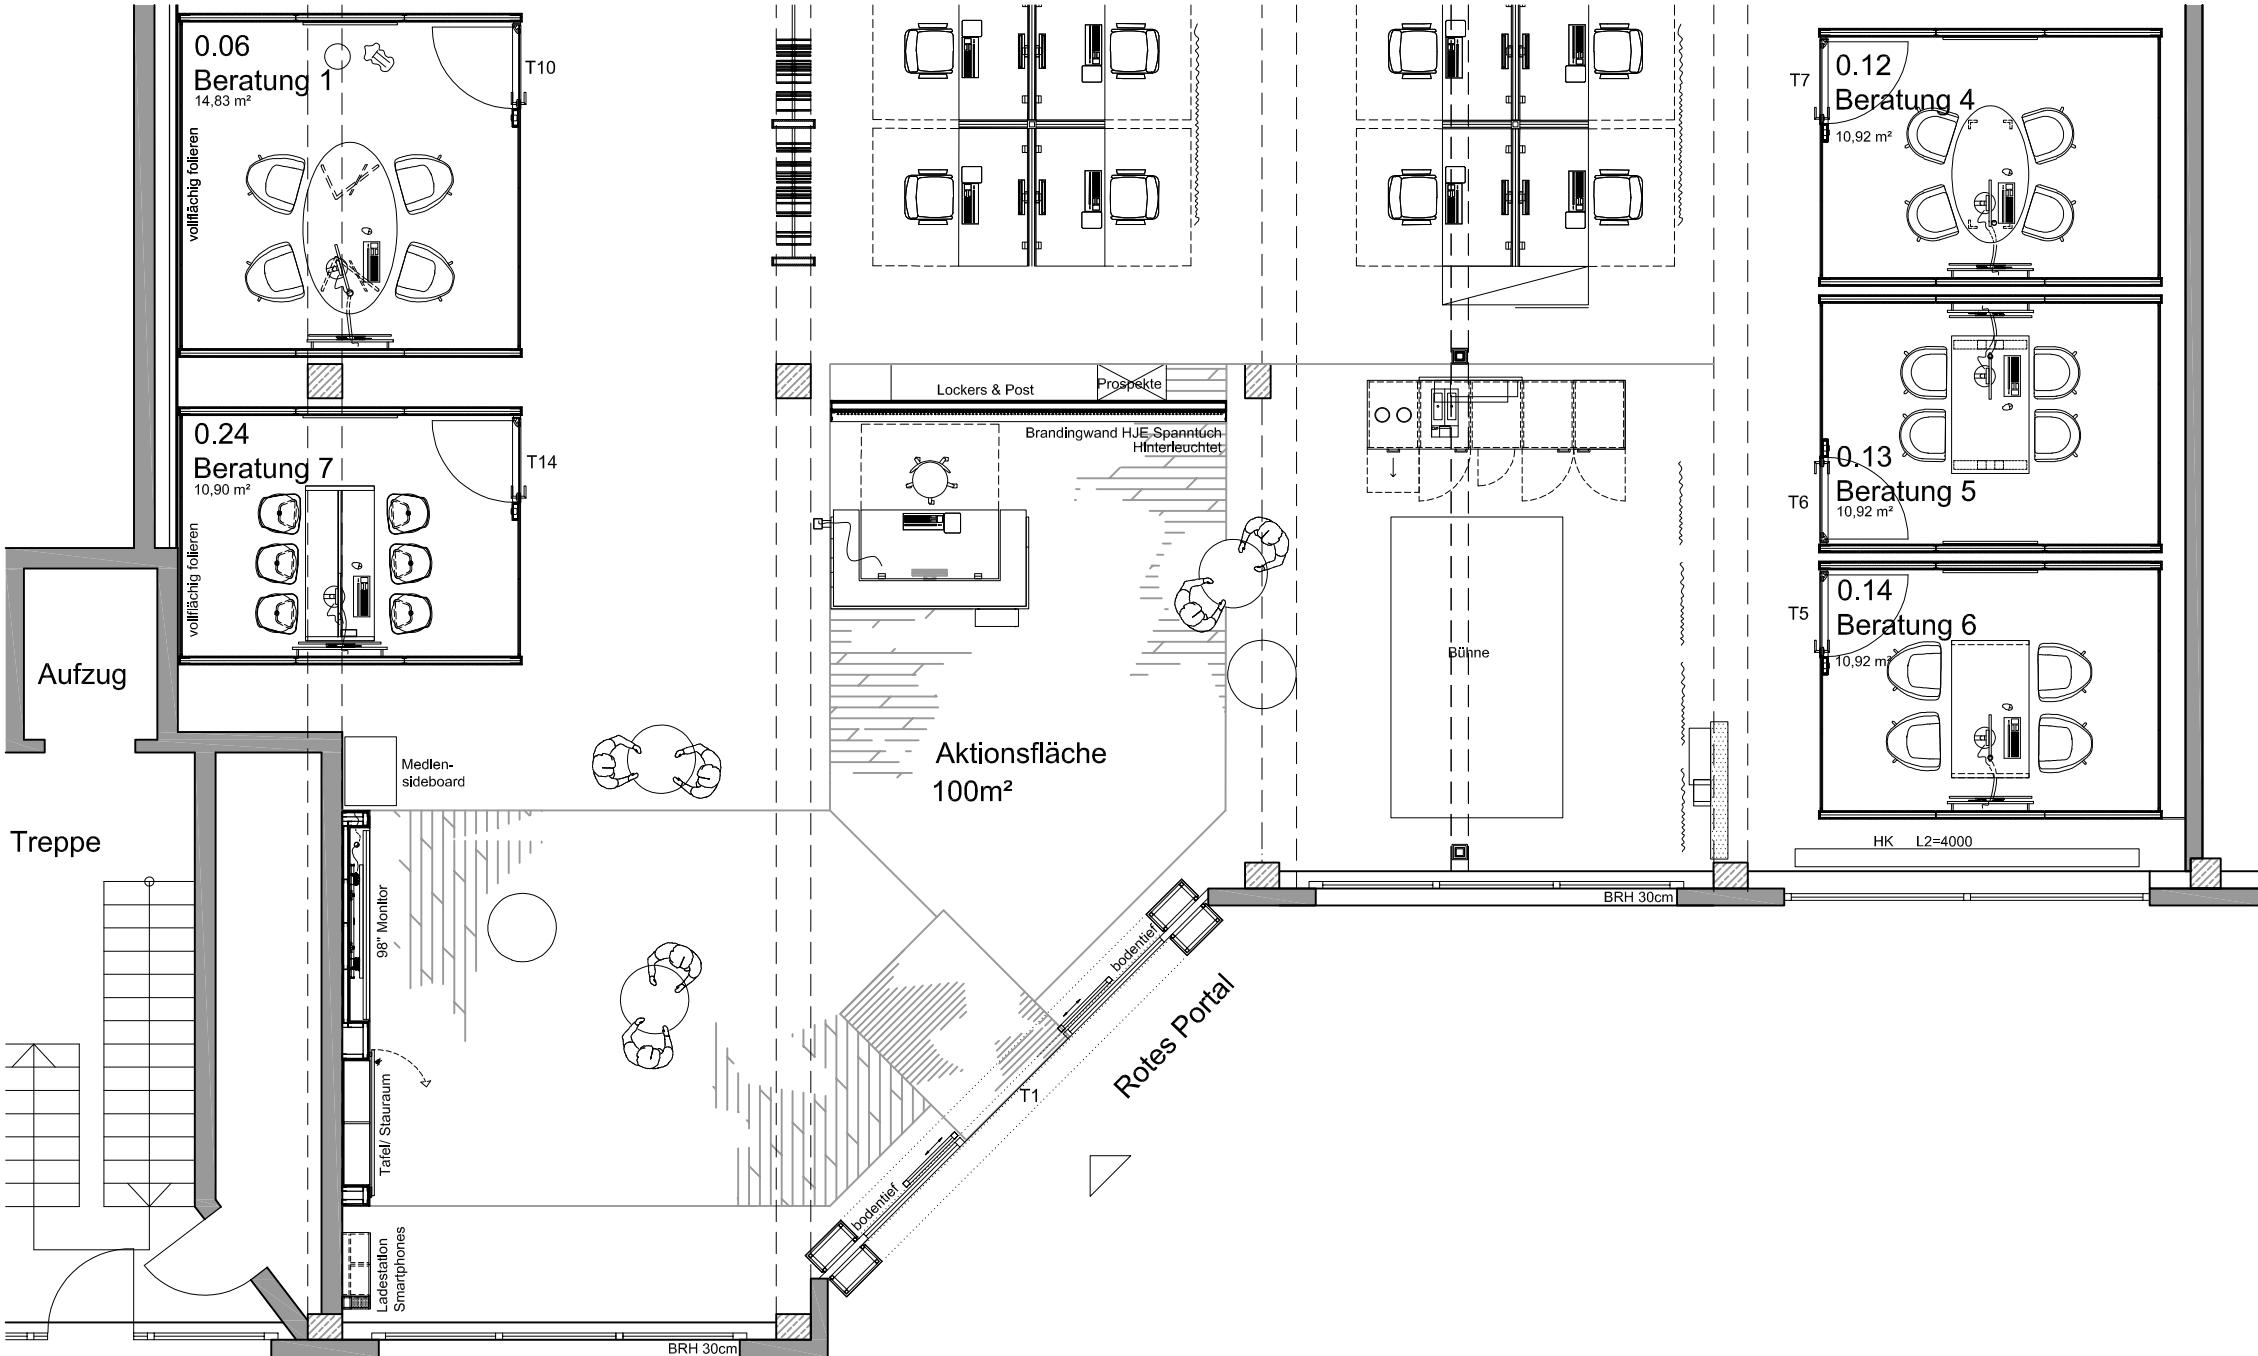 0.06
Beratung 1
14,83 m²
vollflächig folieren
T10
0.24
Beratung 7
10,90 m²
vollflächig folieren
T14
Aufzug
Treppe
Medien-
sideboard
98" Monitor
Tafel/ Stauraum
Ladestation
Smartphones
BRH 30cm
Lockers & Post
Prospekte
Brandingwand HJE Spanntuch
Hinterleuchtet
Aktionsfläche
100m²
Bühne
bodentief
Rotes Portal
T1
bodentief
BRH 30cm
T7
0.12
Beratung 4
10,92 m²
0.13
Beratung 5
10,92 m²
T6
T5
0.14
Beratung 6
10,92 m²
HK L2=4000